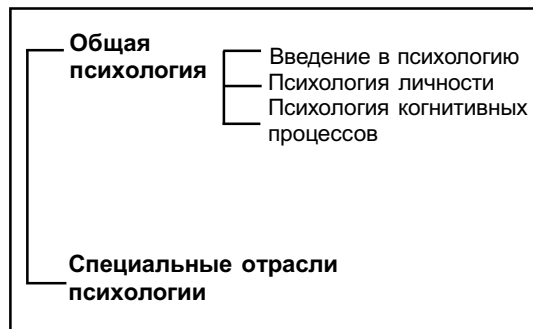 Общая
психология
Введение в психологию
Психология личности
Психология когнитивных
процессов
Специальные отрасли
психологии